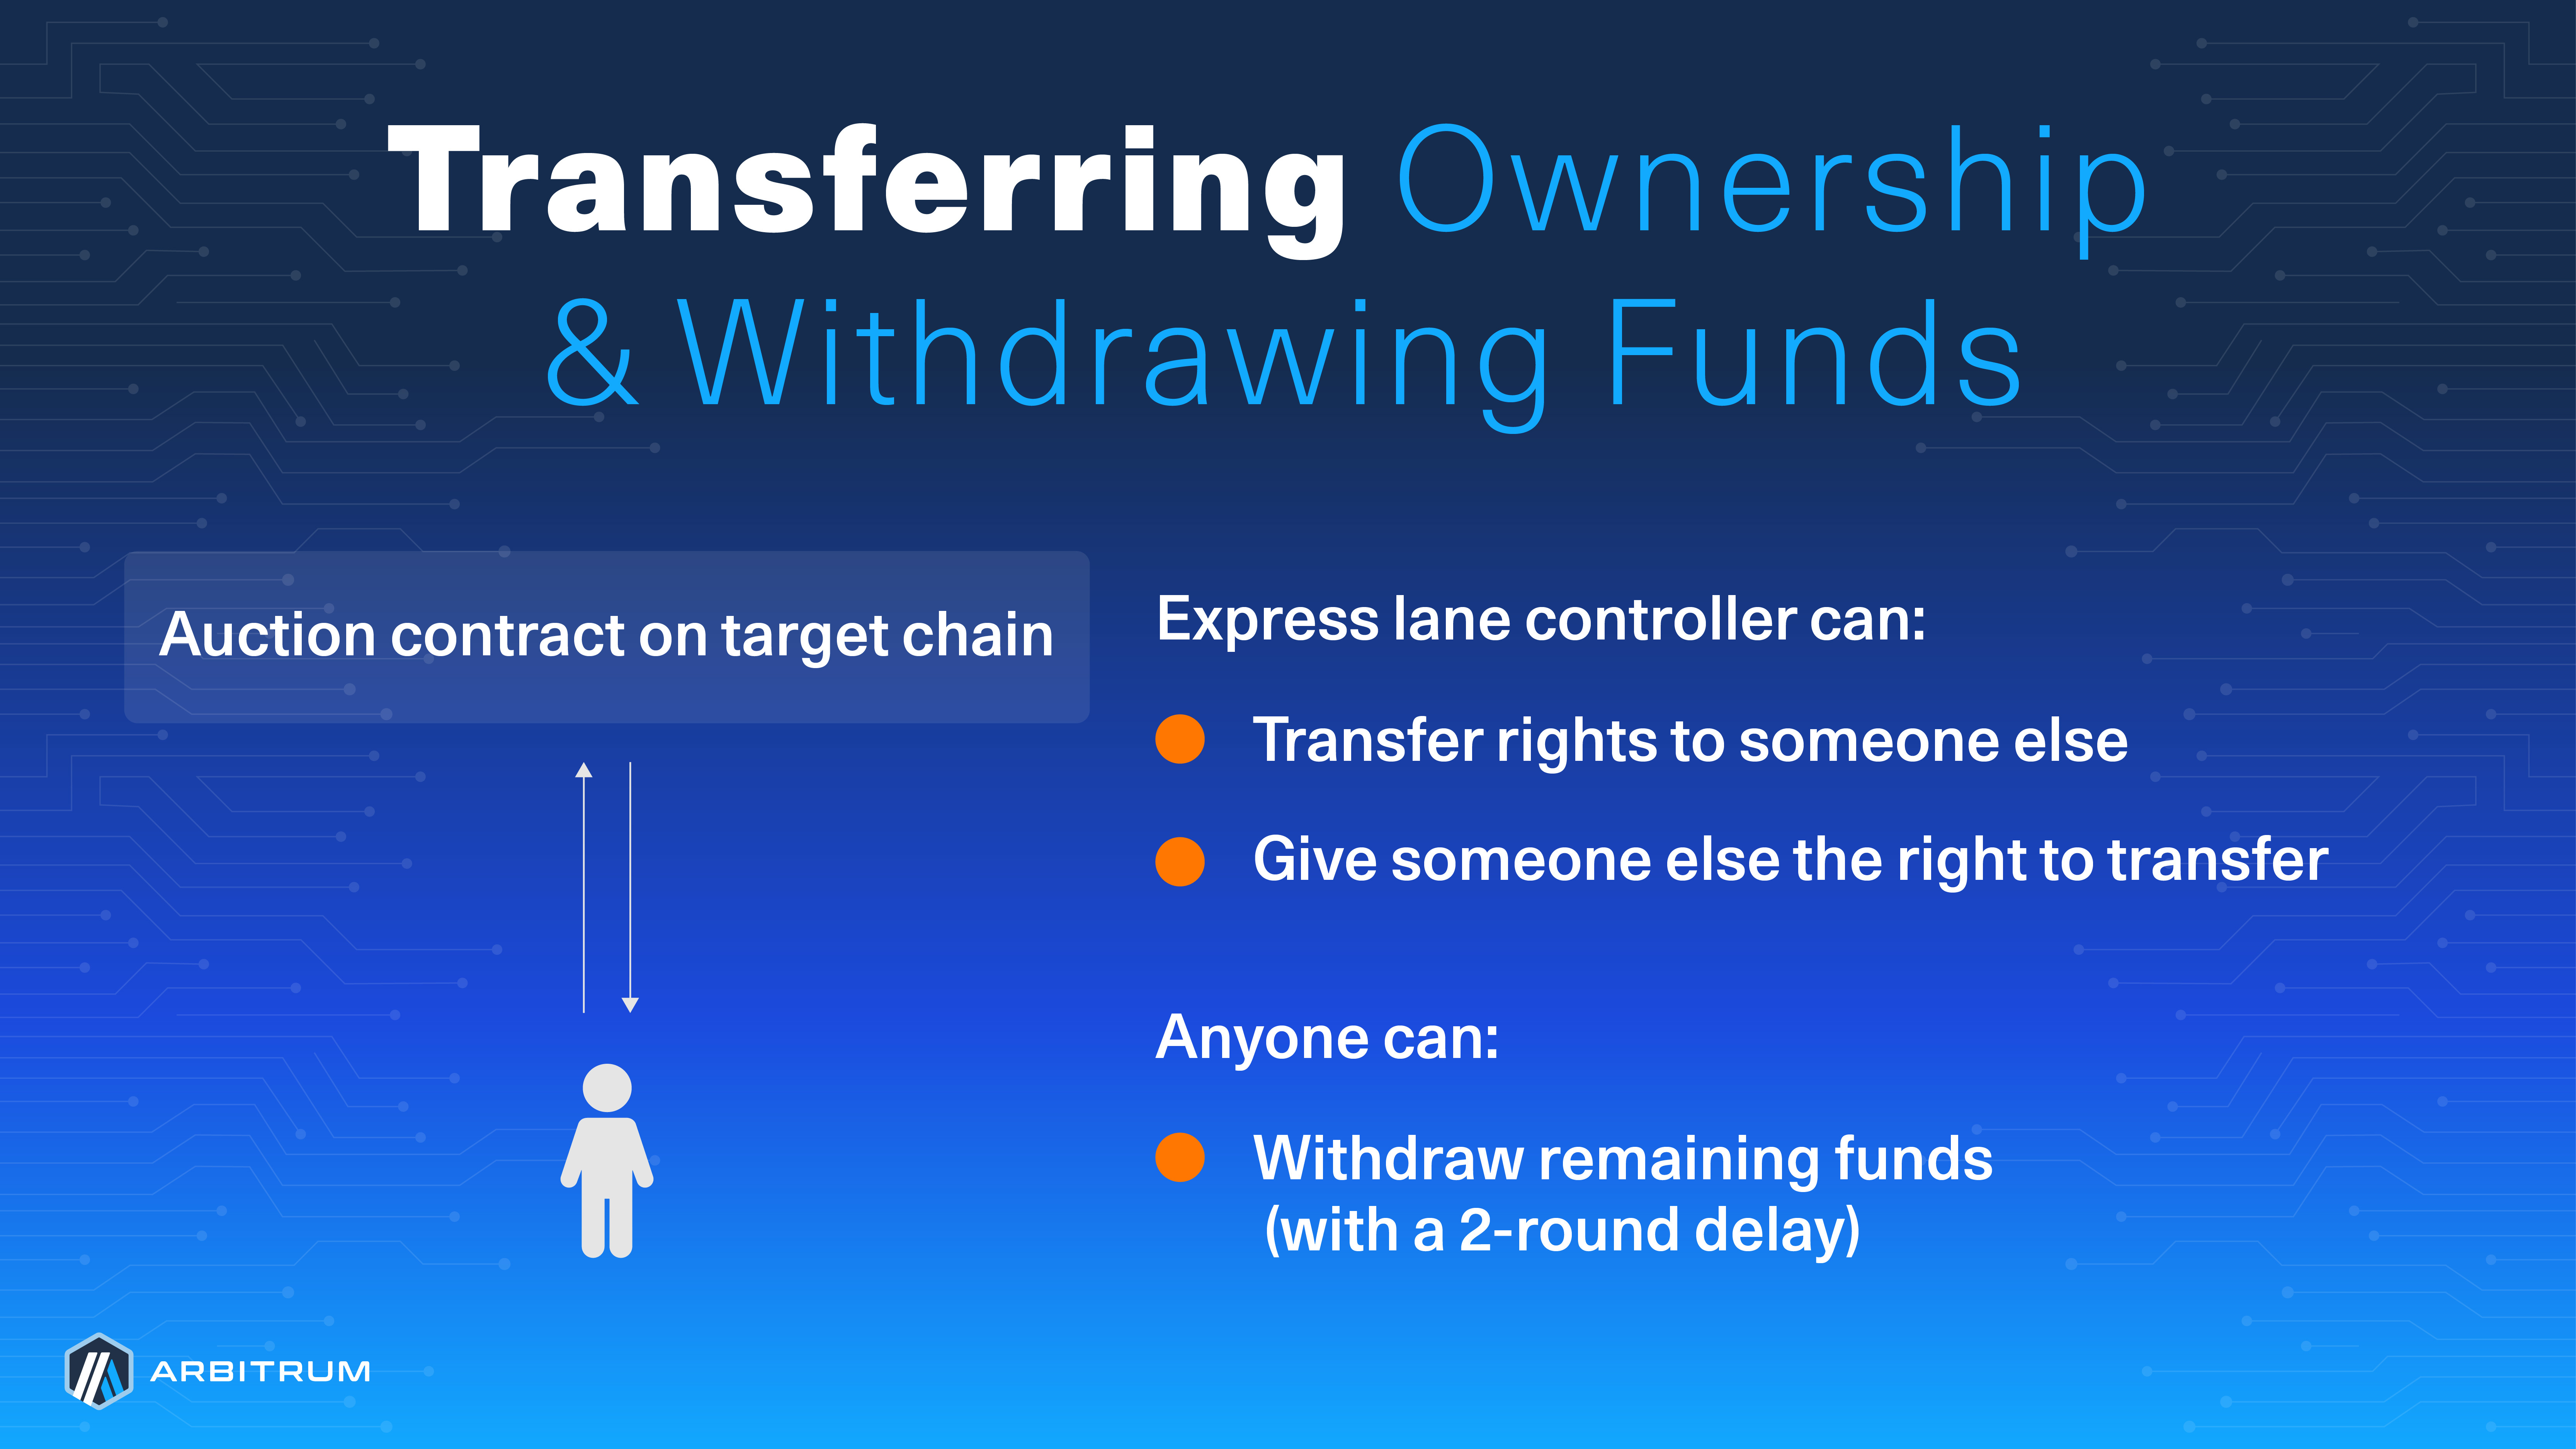 Transferring Ownership
& Withdrawing Funds
Auction contract on target chain
Express lane controller can:
Transfer rights to someone else
Give someone else the right to transfer
Anyone can:
Withdraw remaining funds
(with a 2-round delay)
ARBITRUM